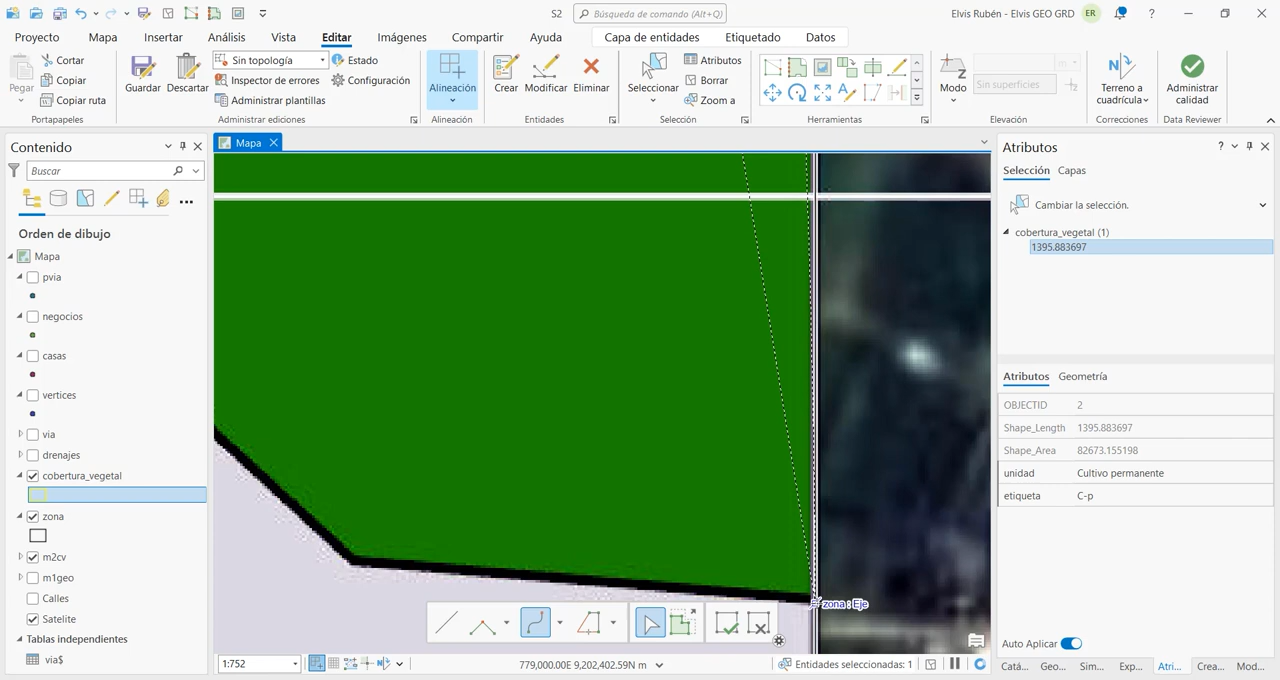 S2
Búsqueda de comando (Alt+Q)
Elvis Rubén - Elvis GEO GRD
ER
Proyecto
Mapa
Insertar
Análisis
Vista
Editar
Imágenes
Compartir
Ayuda
Capa de entidades
Etiquetado
Datos
Pegar
Cortar
Copiar
Copiar ruta
Portapapeles
Guardar
Descartar
Sin topología
Inspector de errores
Administrar plantillas
Estado
Configuración
Administrar ediciones
Alineación
Alineación
Crear
Modificar
Eliminar
Entidades
Seleccionar
Atributos
Borrar
Zoom a
Selección
Herramientas
Modo
m
Sin superficies
Elevación
Terreno a
cuadrícula
Correcciones
Administrar
calidad
Data Reviewer
Contenido
Buscar
Orden de dibujo
Mapa
pvia
negocios
casas
vertices
via
drenajes
cobertura_vegetal
zona
m2cv
m1geo
Calles
Satelite
Tablas independientes
via$
Mapa
zona : Eje
1:752
779,000.00E 9,202,402.59N m
Entidades seleccionadas: 1
Atributos
Selección
Capas
Cambiar la selección.
cobertura_vegetal (1)
1395.883697
Atributos
Geometría
OBJECTID 2
Shape_Length 1395.883697
Shape_Area 82673.155198
unidad Cultivo permanente
etiqueta C-p
Auto Aplicar
Catá...
Geo...
Sim...
Exp...
Atri...
Crea...
Mod...